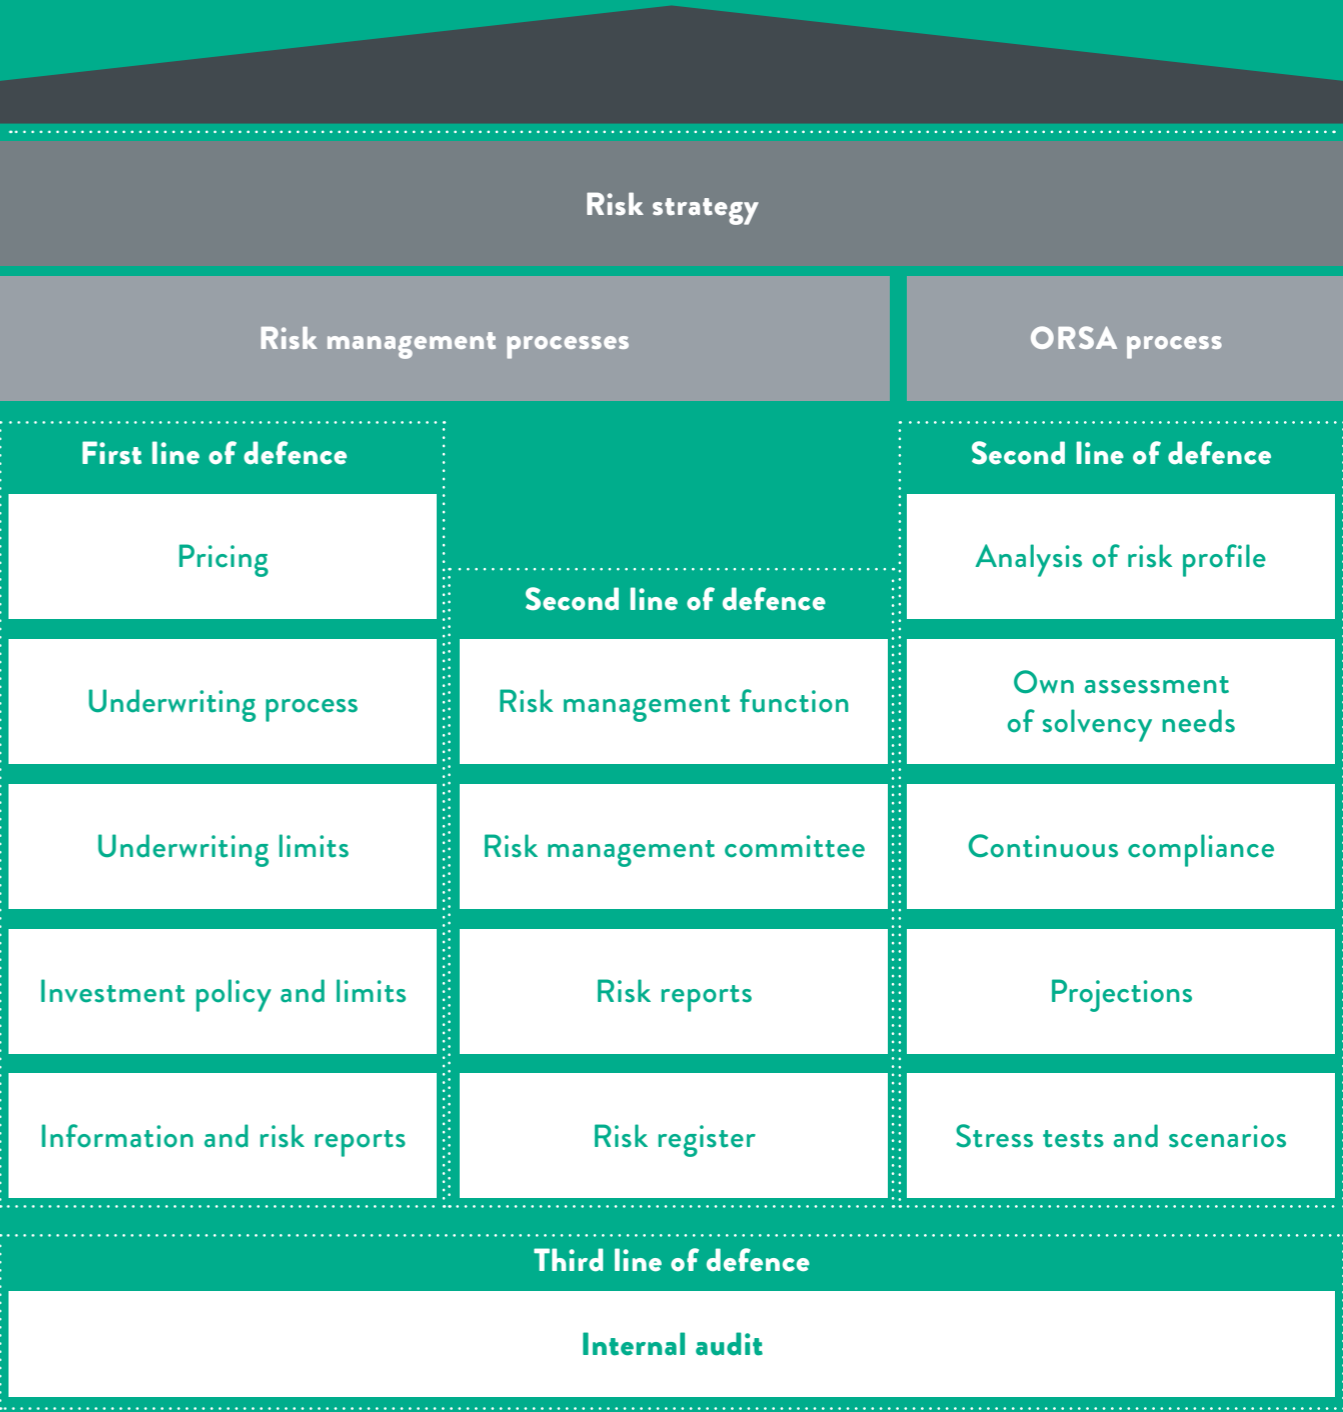 Risk strategy
Risk management processes
ORSA process
First line of defence
Pricing
Underwriting process
Underwriting limits
Investment policy and limits
Information and risk reports
Second line of defence
Risk management function
Risk management committee
Risk reports
Risk register
Second line of defence
Analysis of risk profile
Own assessment
of solvency needs
Continuous compliance
Projections
Stress tests and scenarios
Third line of defence
Internal audit